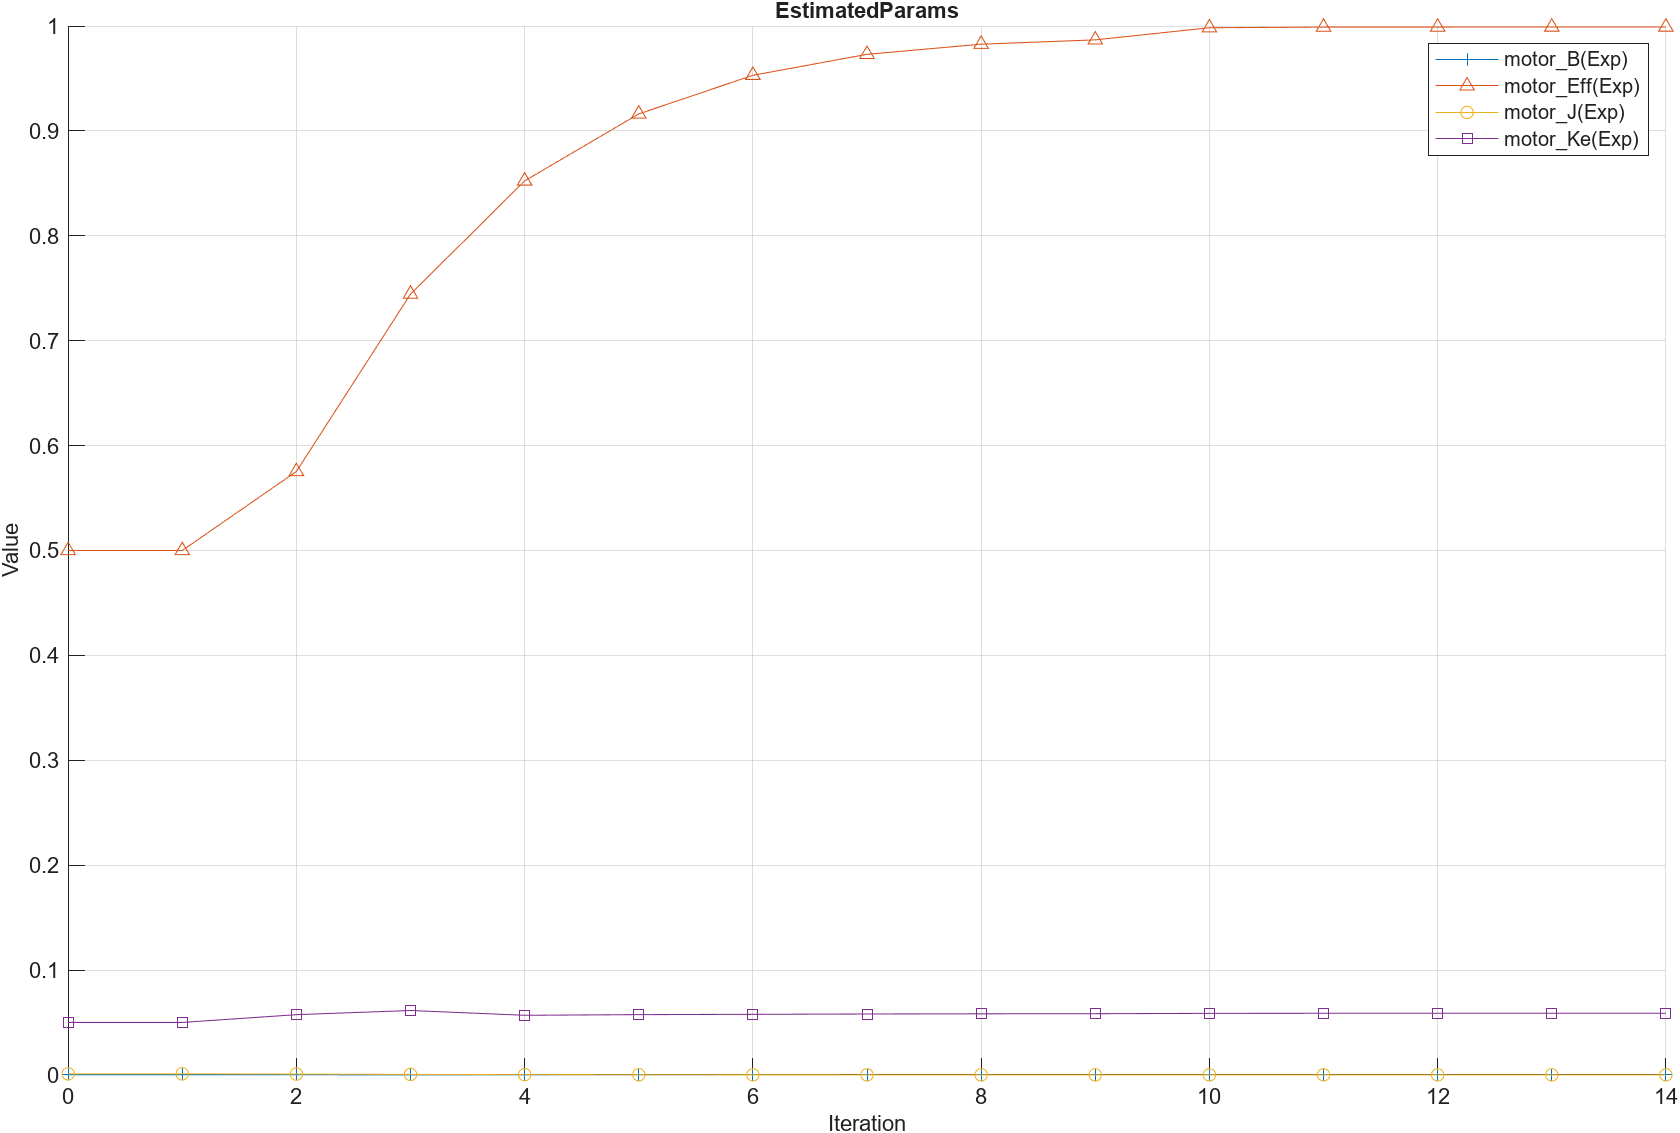 EstimatedParams
1
0.9
0.8
0.7
0.6
0.5
0.4
0.3
0.2
0.1
0
Value
motor_B(Exp)
motor_Eff(Exp)
motor_J(Exp)
motor_Ke(Exp)
0 2 4 6 8 10 12 14
Iteration